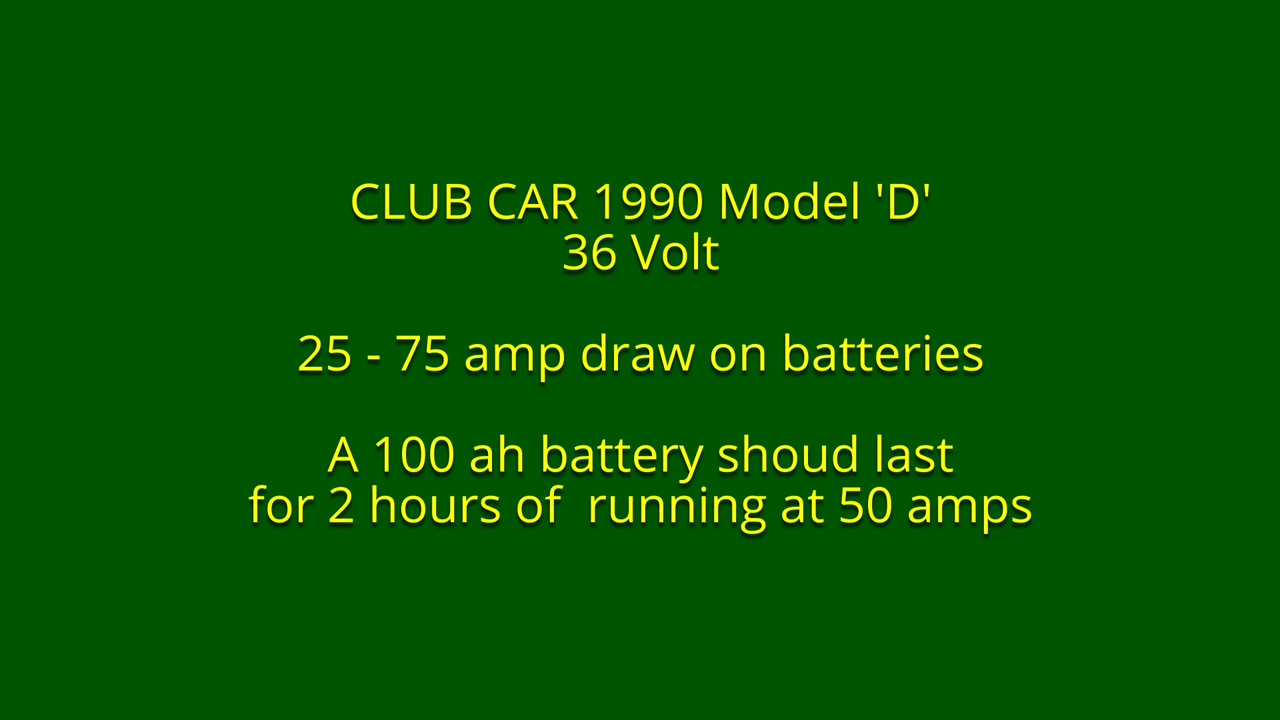 CLUB CAR 1990 Model 'D'
36 Volt
25 - 75 amp draw on batteries
A 100 ah battery shoud last
for 2 hours of  running at 50 amps